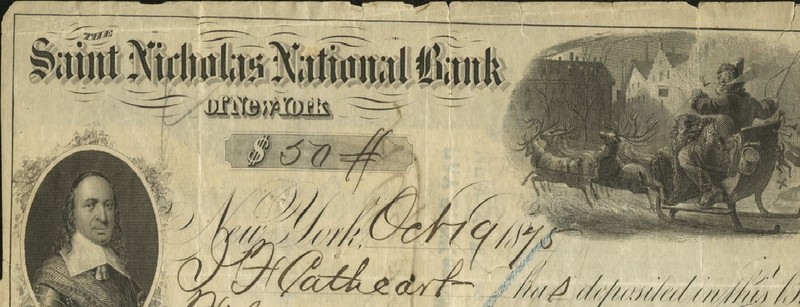 THE
Saint Nicholas National Bank
of New York
$ 50 #
New York, Oct 19 1875
J F Cathcart has deposited in this